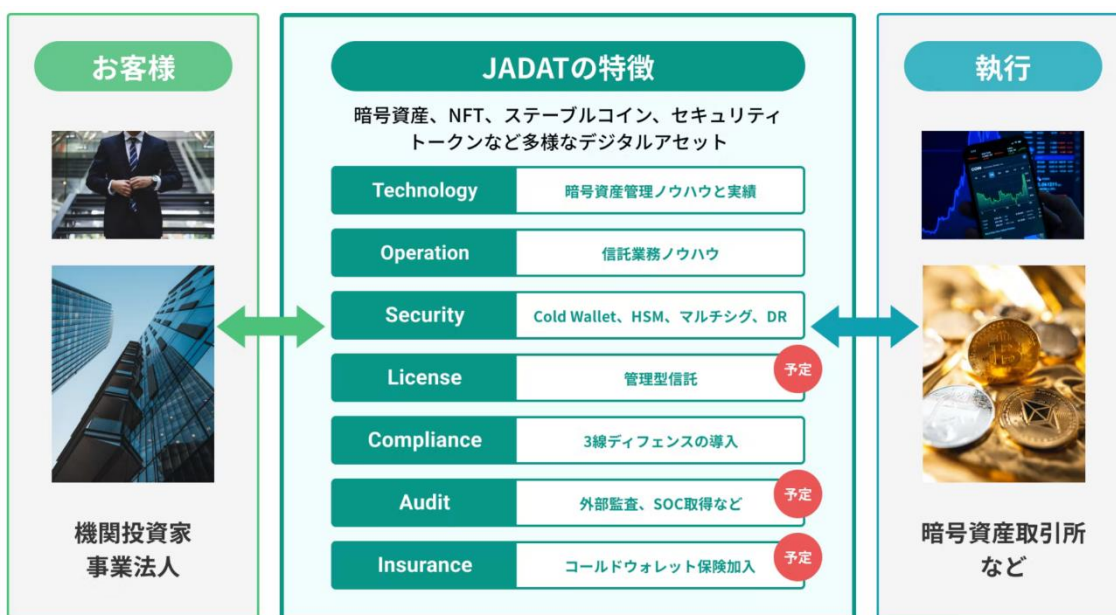 お客様
機関投資家
事業法人
JADATの特徴
暗号資産、NFT、ステーブルコイン、セキュリティ
トークンなど多様なデジタルアセット
Technology 暗号資産管理ノウハウと実績
Operation 信託業務ノウハウ
Security Cold Wallet、HSM、マルチシグ、DR
License 管理型信託 予定
Compliance 3線ディフェンスの導入
Audit 外部監査、SOC取得など 予定
Insurance コールドウォレット保険加入 予定
執行
暗号資産取引所
など